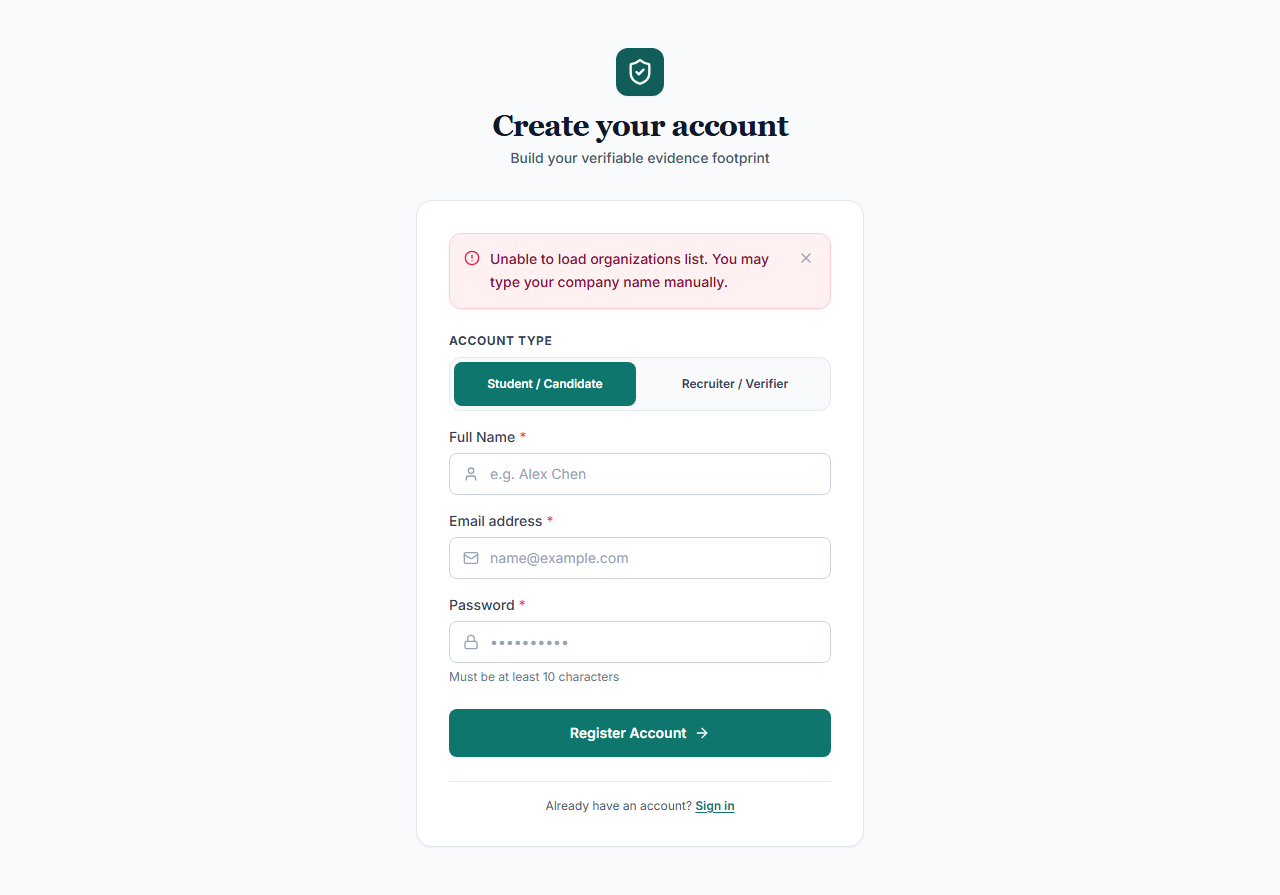 Create your account
Build your verifiable evidence footprint
Unable to load organizations list. You may
type your company name manually.
ACCOUNT TYPE
Student / Candidate
Recruiter / Verifier
Full Name *
e.g. Alex Chen
Email address *
name@example.com
Password *
••••••••••
Must be at least 10 characters
Register Account →
Already have an account? Sign in